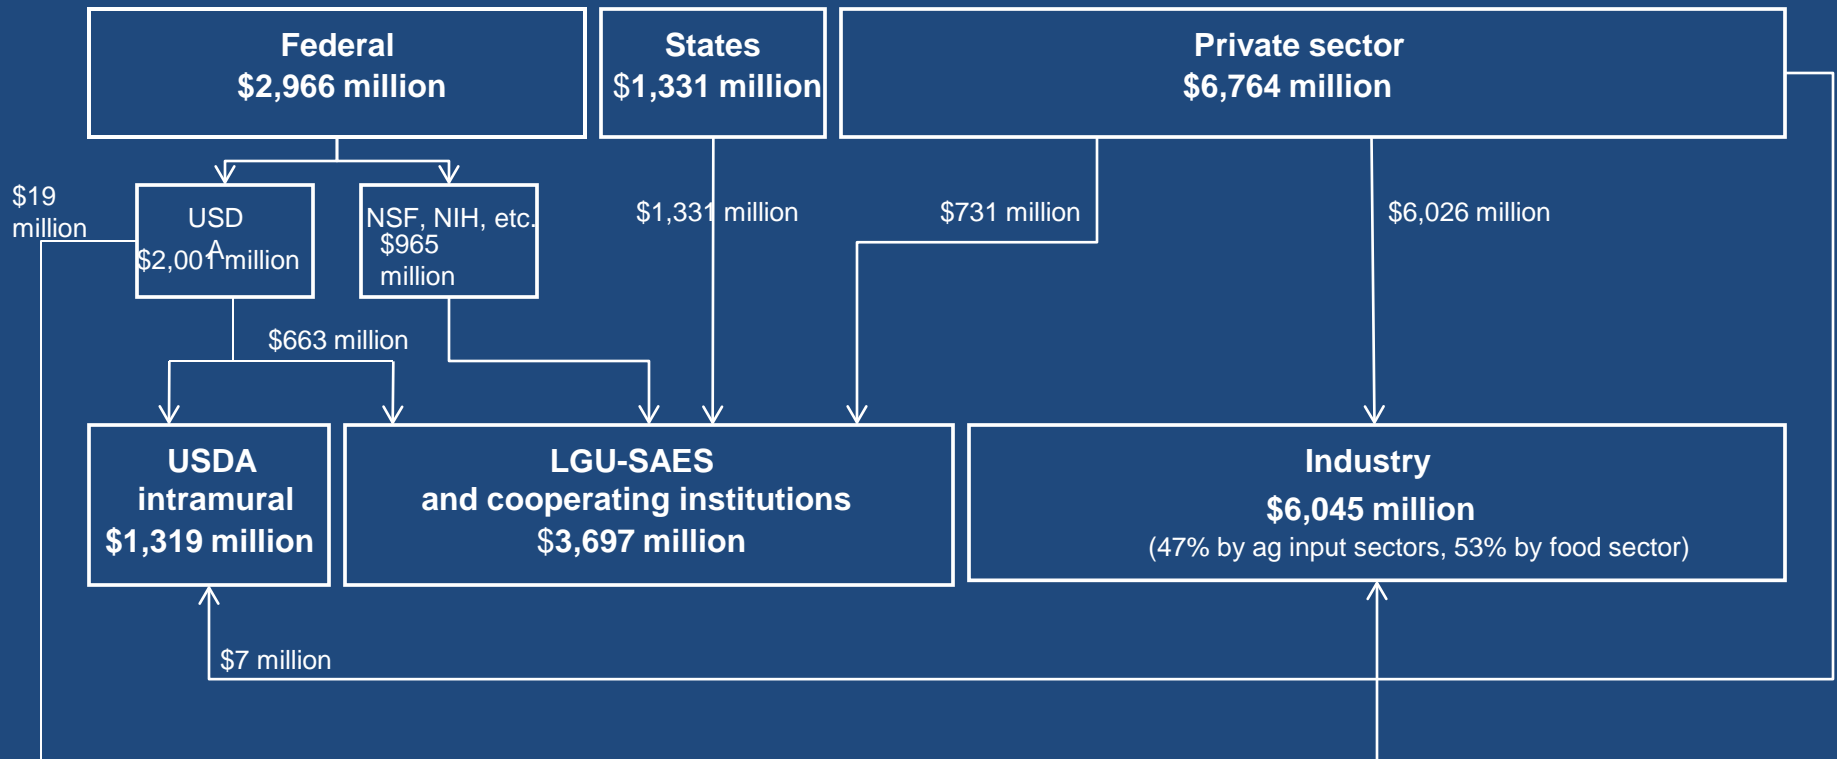 Federal
$2,966 million
States
$1,331 million
Private sector
$6,764 million
$19
million
USD
A
$2,001 million
NSF, NIH, etc.
$965
million
$1,331 million
$731 million
$6,026 million
$663 million
USDA
intramural
$1,319 million
LGU-SAES
and cooperating institutions
$3,697 million
Industry
$6,045 million
(47% by ag input sectors, 53% by food sector)
$7 million